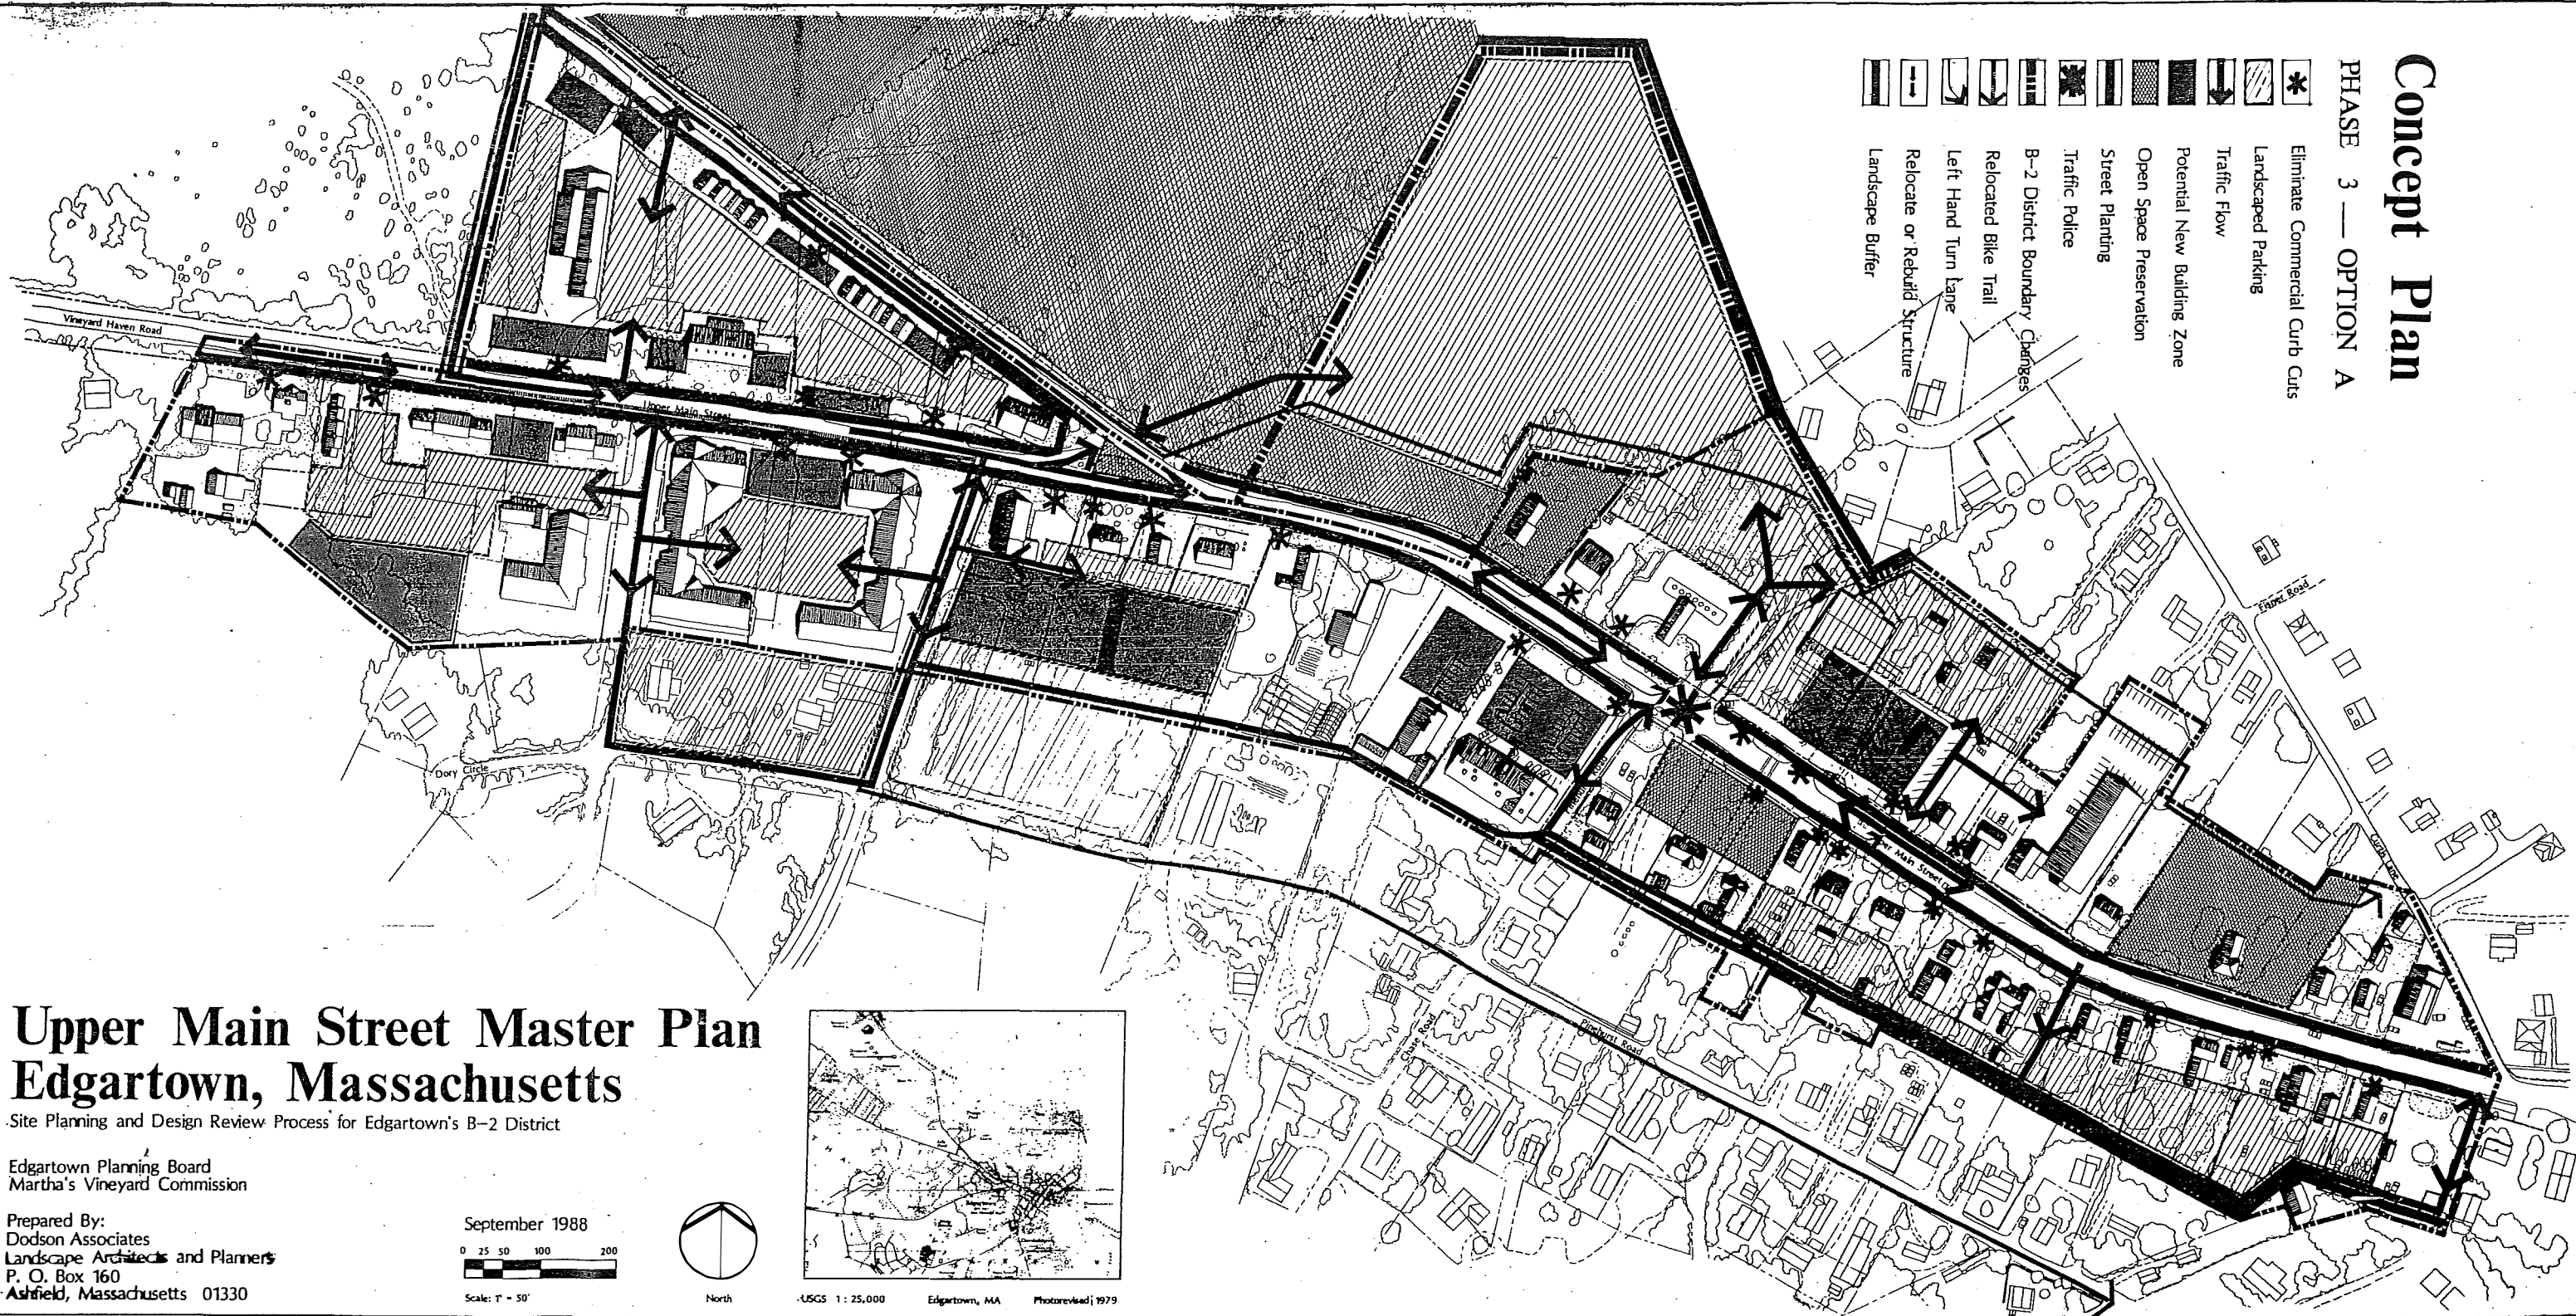 Concept Plan
PHASE 3 — OPTION A
Eliminate Commercial Curb Cuts
Landscaped Parking
Traffic Flow
Potential New Building Zone
Open Space Preservation
Street Planting
Traffic Police
B-2 District Boundary Changes
Relocated Bike Trail
Left Hand Turn Lane
Relocate or Rebuild Structure
Landscape Buffer
Vineyard Haven Road
Upper Main Street
Dory Circle
Upper Main Street
Pinehurst Road
Chase Road
Upper Main Street Master Plan
Edgartown, Massachusetts
Site Planning and Design Review Process for Edgartown's B-2 District
Edgartown Planning Board
Martha's Vineyard Commission
Prepared By:
Dodson Associates
Landscape Architects and Planners
P. O. Box 160
Ashfield, Massachusetts 01330
September 1988
0 25 50 100 200
Scale: 1" = 50'
North
USGS 1 : 25,000 Edgartown, MA Photorevised 1979